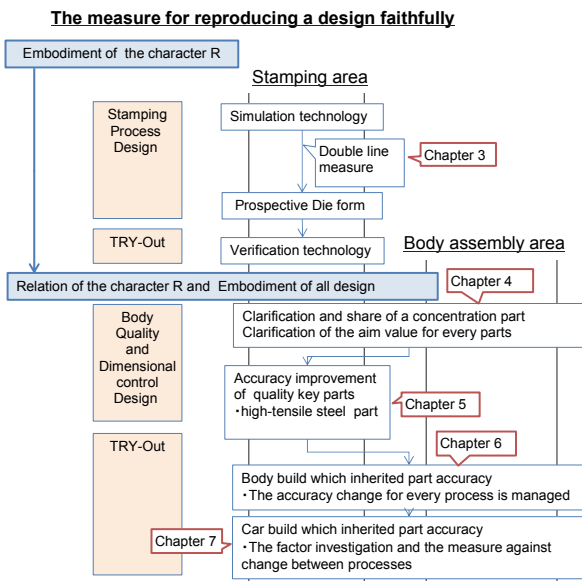 The measure for reproducing a design faithfully
Embodiment of the character R
Stamping area
Stamping
Process
Design
Simulation technology
Double line
measure
Chapter 3
Prospective Die form
TRY-Out
Verification technology
Body assembly area
Relation of the character R and Embodiment of all design
Chapter 4
Body
Quality
and
Dimensional
control
Design
Clarification and share of a concentration part
Clarification of the aim value for every parts
Accuracy improvement
of quality key parts
・high-tensile steel part
Chapter 5
TRY-Out
Chapter 6
Body build which inherited part accuracy
・The accuracy change for every process is managed
Chapter 7
Car build which inherited part accuracy
・The factor investigation and the measure against
change between processes